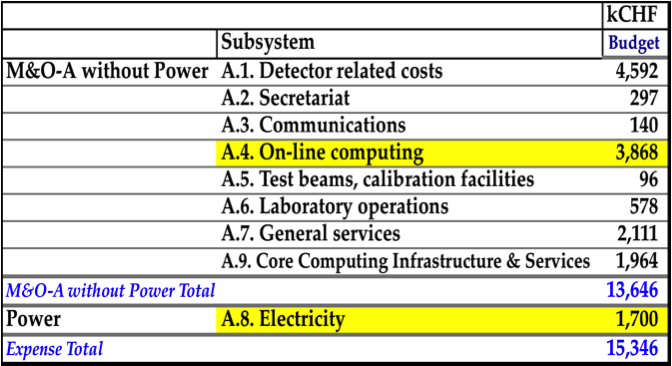 kCHF
Subsystem Budget
M&O-A without Power A.1. Detector related costs 4,592
A.2. Secretariat 297
A.3. Communications 140
A.4. On-line computing 3,868
A.5. Test beams, calibration facilities 96
A.6. Laboratory operations 578
A.7. General services 2,111
A.9. Core Computing Infrastructure & Services 1,964
M&O-A without Power Total 13,646
Power A.8. Electricity 1,700
Expense Total 15,346